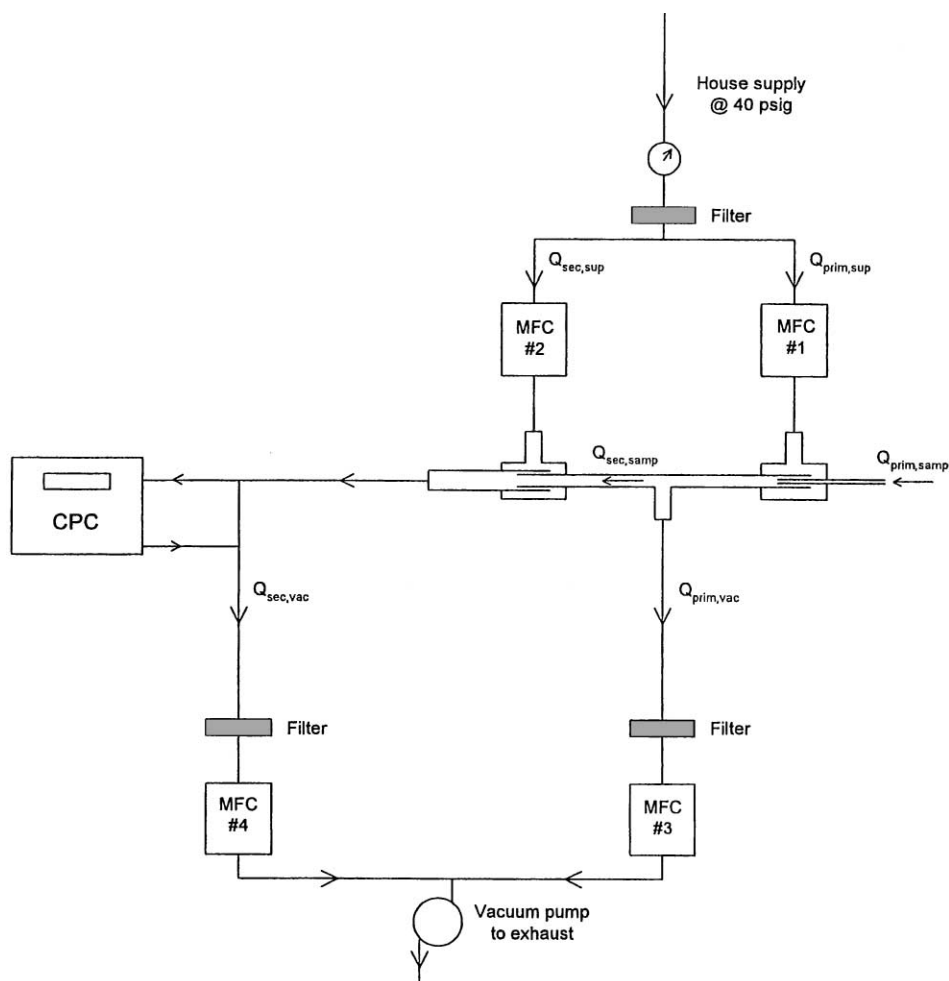 House supply
@ 40 psig
Filter
Qsec,sup
Qprim,sup
MFC
#2
MFC
#1
Qsec,samp
Qprim,samp
CPC
Qsec,vac
Qprim,vac
Filter
Filter
MFC
#4
MFC
#3
Vacuum pump
to exhaust